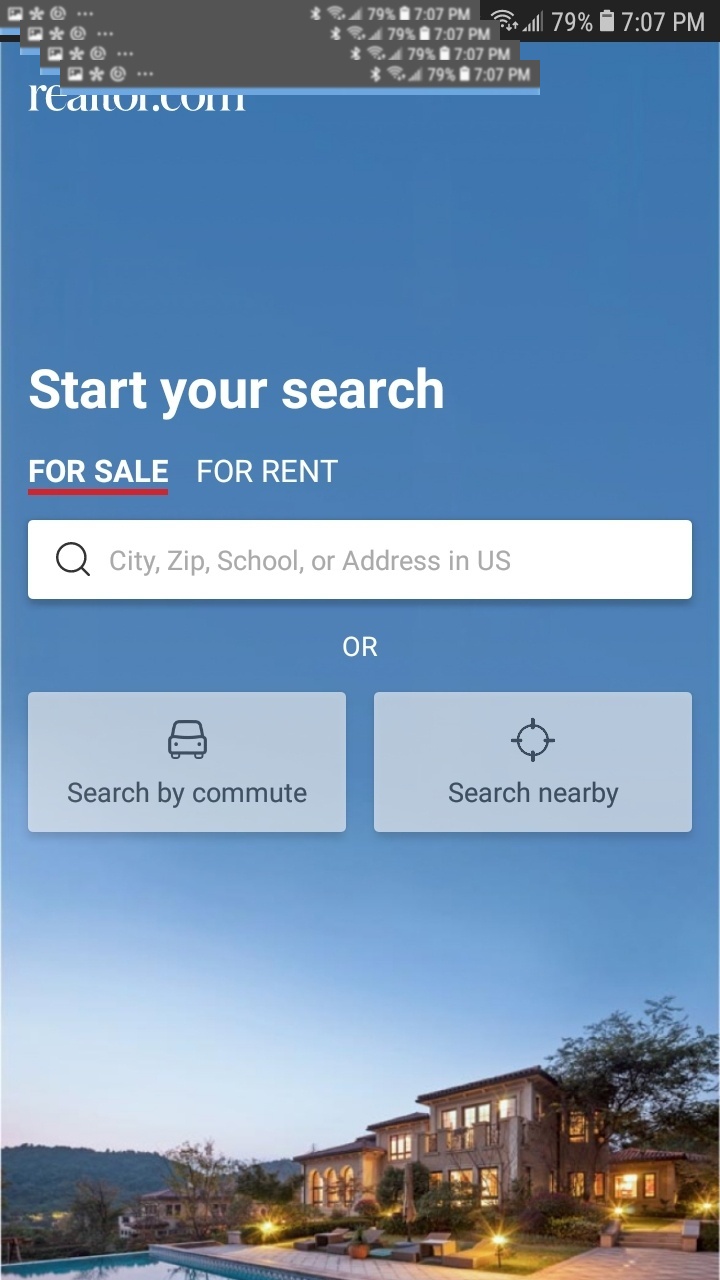 79% 7:07 PM
79% 7:07 PM
79% 7:07 PM
79% 7:07 PM
79% 7:07 PM
realtor.com
Start your search
FOR SALE FOR RENT
City, Zip, School, or Address in US
OR
Search by commute Search nearby